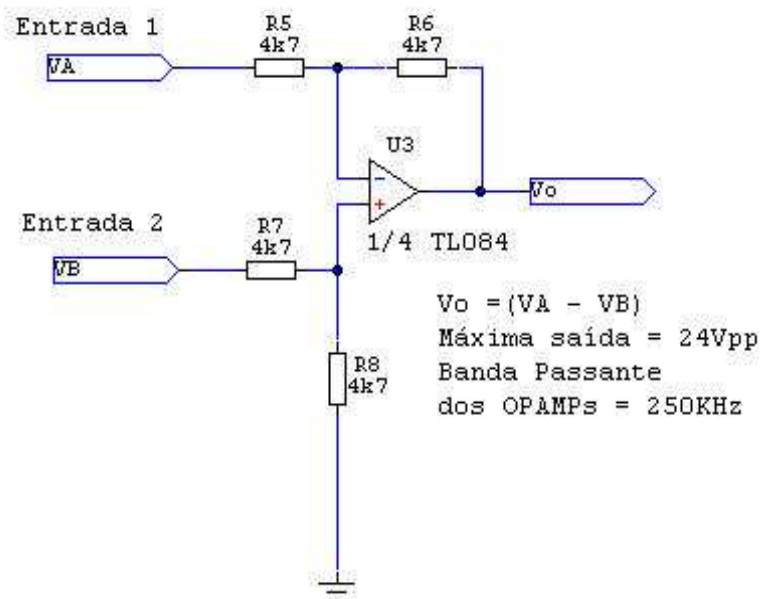 Entrada 1
VA
R5
4k7
R6
4k7
U3
-
+
1/4 TL084
Vo
Entrada 2
VB
R7
4k7
R8
4k7
Vo =(VA - VB)
Máxima saída = 24Vpp
Banda Passante
dos OPAMPs = 250KHz